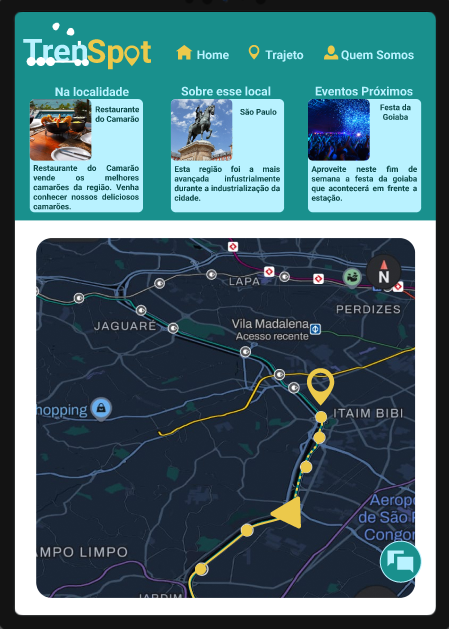 TrenSpot
Home
Trajeto
Quem Somos
Na localidade
Sobre esse local
Eventos Próximos
Restaurante
do Camarão
Restaurante do Camarão
vende os melhores
camarões da região. Venha
conhecer nossos deliciosos
camarões.
São Paulo
Esta região foi a mais
avançada infustrialmente
durante a industrialização da
cidade.
Festa da
Goiaba
Aproveite neste fim de
semana a festa da goiaba
que acontecerá em frente a
estação.
LAPA
N
PERDIZES
JAGUARÉ
Vila Madalena
Acesso recente
hopping
ITAIM BIBI
Aerop
de São P
Congon
AMPO LIMPO
JARDIM